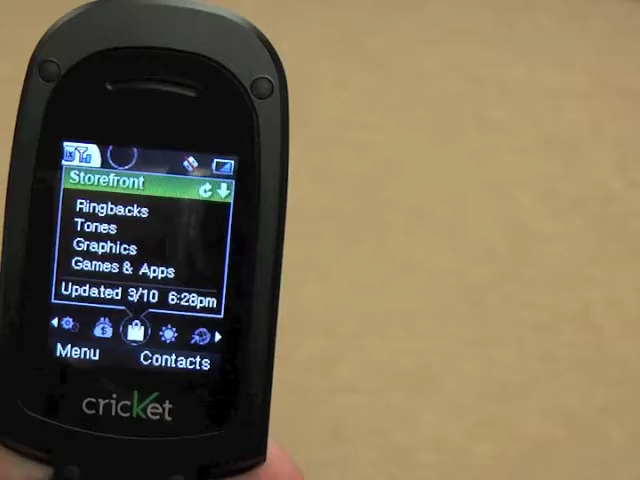 Storefront
Ringbacks
Tones
Graphics
Games & Apps
Updated 3/10 6:28pm
Menu Contacts
cricket